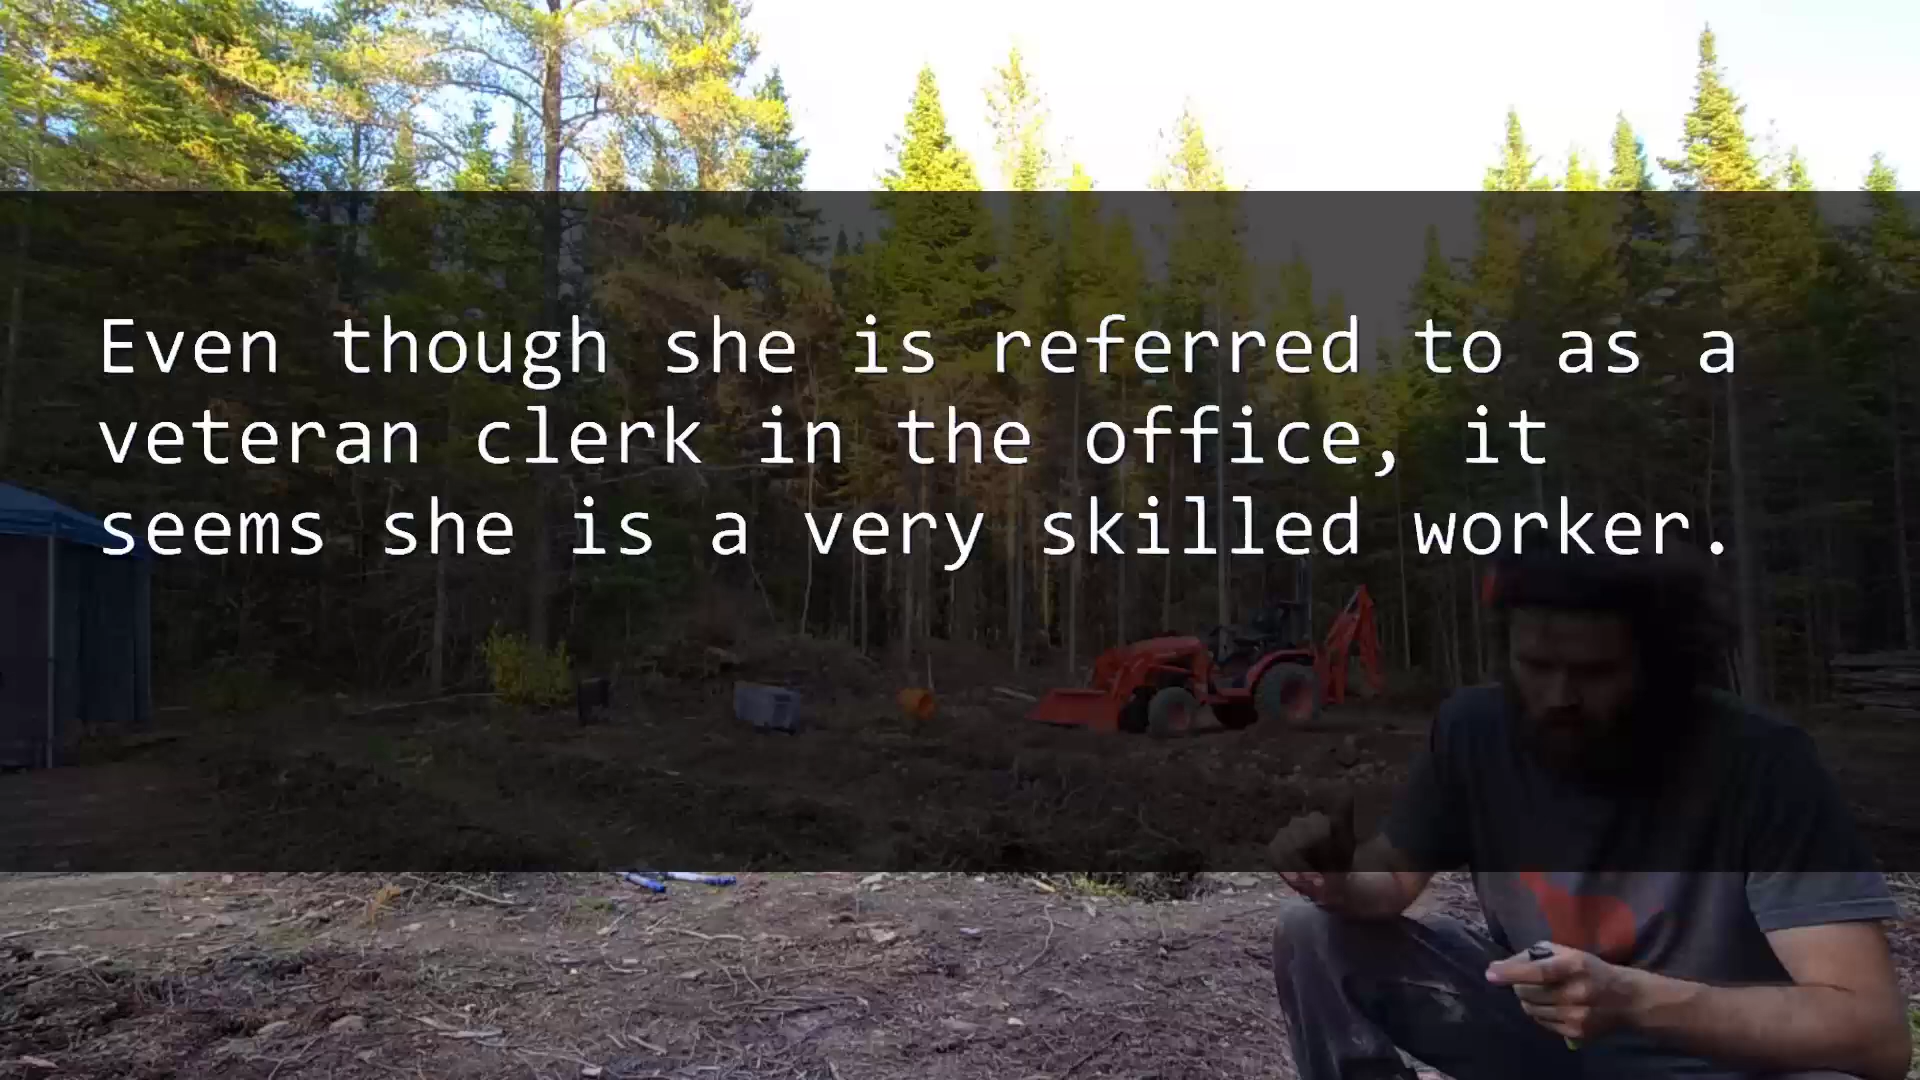 Even though she is referred to as a
veteran clerk in the office, it
seems she is a very skilled worker.